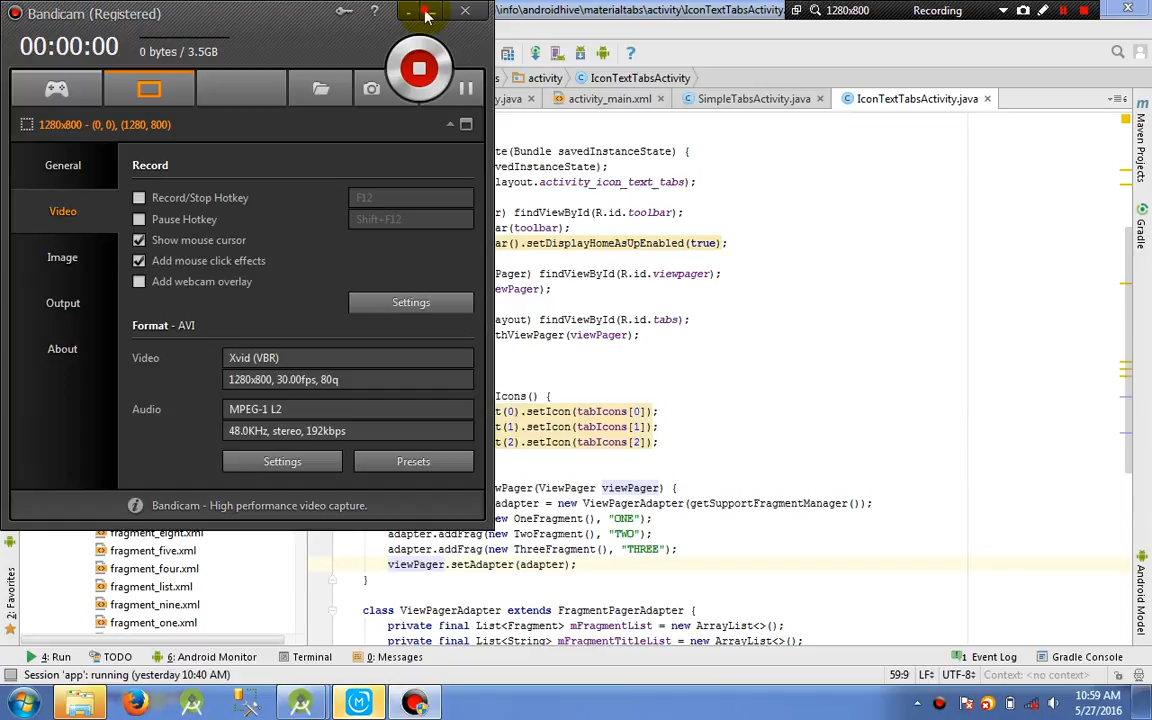 Bandicam (Registered)
?
00:00:00
0 bytes / 3.5GB
1280x800 - (0, 0), (1280, 800)
General
Video
Image
Output
About
Record
Record/Stop Hotkey
F12
Pause Hotkey
Shift+F12
Show mouse cursor
Add mouse click effects
Add webcam overlay
Settings
Format - AVI
Video
Xvid (VBR)
1280x800, 30.00fps, 80q
Audio
MPEG-1 L2
48.0KHz, stereo, 192kbps
Settings
Presets
Bandicam - High performance video capture.
\info\androidhive\materialtabs\activity\IconTextTabsActivity.
1280x800
Recording
?
activity
IconTextTabsActivity
y.java
activity_main.xml
SimpleTabsActivity.java
IconTextTabsActivity.java
te(Bundle savedInstanceState) {
vedInstanceState);
layout.activity_icon_text_tabs);
r) findViewById(R.id.toolbar);
ar(toolbar);
ar().setDisplayHomeAsUpEnabled(true);
Pager) findViewById(R.id.viewpager);
ewPager);
ayout) findViewById(R.id.tabs);
thViewPager(viewPager);
Icons() {
t(0).setIcon(tabIcons[0]);
t(1).setIcon(tabIcons[1]);
t(2).setIcon(tabIcons[2]);
wPager(ViewPager viewPager) {
adapter = new ViewPagerAdapter(getSupportFragmentManager());
new OneFragment(), "ONE");
adapter.addFrag(new TwoFragment(), "TWO");
adapter.addFrag(new ThreeFragment(), "THREE");
viewPager.setAdapter(adapter);
}
class ViewPagerAdapter extends FragmentPagerAdapter {
private final List<Fragment> mFragmentList = new ArrayList<>();
private final List<String> mFragmentTitleList = new ArrayList<>();
fragment_eight.xml
fragment_five.xml
fragment_four.xml
fragment_list.xml
fragment_nine.xml
fragment_one.xml
2: Favorites
Maven Projects
Gradle
Android Model
4: Run
TODO
6: Android Monitor
Terminal
0: Messages
1 Event Log
Gradle Console
Session 'app': running (yesterday 10:40 AM)
59:9
LF
UTF-8
Context: <no context>
10:59 AM
5/27/2016